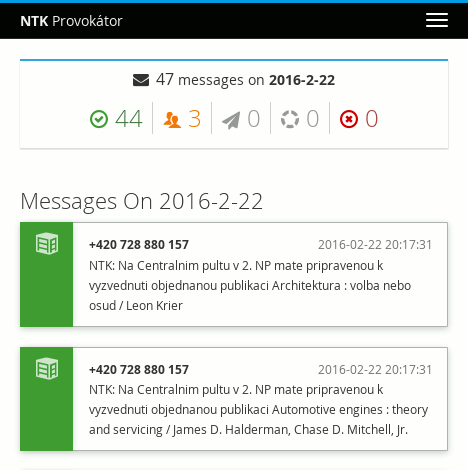 NTK Provokátor
47 messages on 2016-2-22
44 3 0 0 0
Messages On 2016-2-22
+420 728 880 157 2016-02-22 20:17:31
NTK: Na Centralnim pultu v 2. NP mate pripravenou k
vyzvednuti objednanou publikaci Architektura : volba nebo
osud / Leon Krier
+420 728 880 157 2016-02-22 20:17:31
NTK: Na Centralnim pultu v 2. NP mate pripravenou k
vyzvednuti objednanou publikaci Automotive engines : theory
and servicing / James D. Halderman, Chase D. Mitchell, Jr.